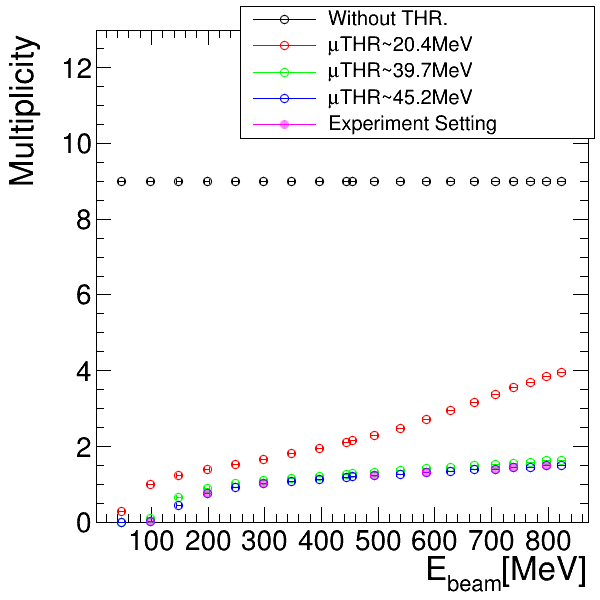 Without THR.
μTHR~20.4MeV
μTHR~39.7MeV
μTHR~45.2MeV
Experiment Setting
Multiplicity
12
10
8
6
4
2
0
100 200 300 400 500 600 700 800
E_beam[MeV]